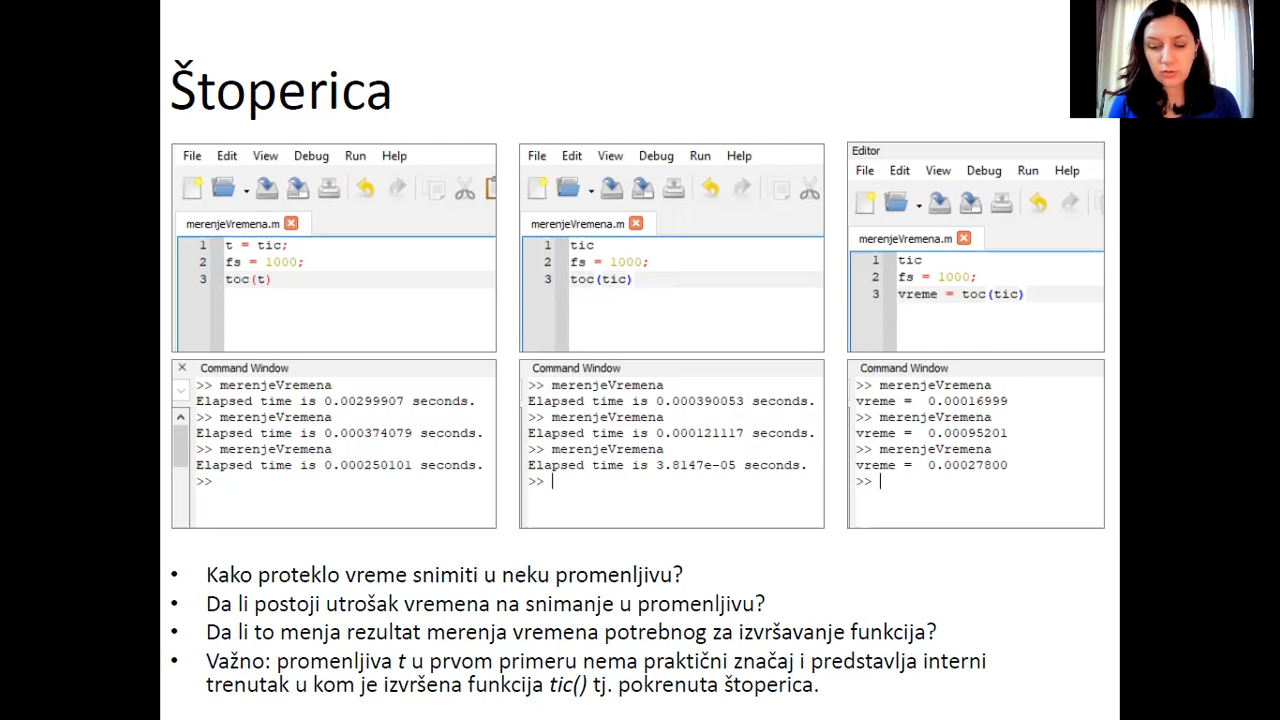 Štoperica
File Edit View Debug Run Help
merenjeVremena.m
1 t = tic;
2 fs = 1000;
3 toc(t)
Command Window
>> merenjeVremena
Elapsed time is 0.00299907 seconds.
>> merenjeVremena
Elapsed time is 0.000374079 seconds.
>> merenjeVremena
Elapsed time is 0.000250101 seconds.
>>
File Edit View Debug Run Help
merenjeVremena.m
1 tic
2 fs = 1000;
3 toc(tic)
Command Window
>> merenjeVremena
Elapsed time is 0.000390053 seconds.
>> merenjeVremena
Elapsed time is 0.000121117 seconds.
>> merenjeVremena
Elapsed time is 3.8147e-05 seconds.
>>
Editor
File Edit View Debug Run Help
merenjeVremena.m
1 tic
2 fs = 1000;
3 vreme = toc(tic)
Command Window
>> merenjeVremena
vreme = 0.00016999
>> merenjeVremena
vreme = 0.00095201
>> merenjeVremena
vreme = 0.00027800
>>
• Kako proteklo vreme snimiti u neku promenljivu?
• Da li postoji utrošak vremena na snimanje u promenljivu?
• Da li to menja rezultat merenja vremena potrebnog za izvršavanje funkcija?
• Važno: promenljiva t u prvom primeru nema praktični značaj i predstavlja interni
trenutak u kom je izvršena funkcija tic() tj. pokrenuta štoperica.